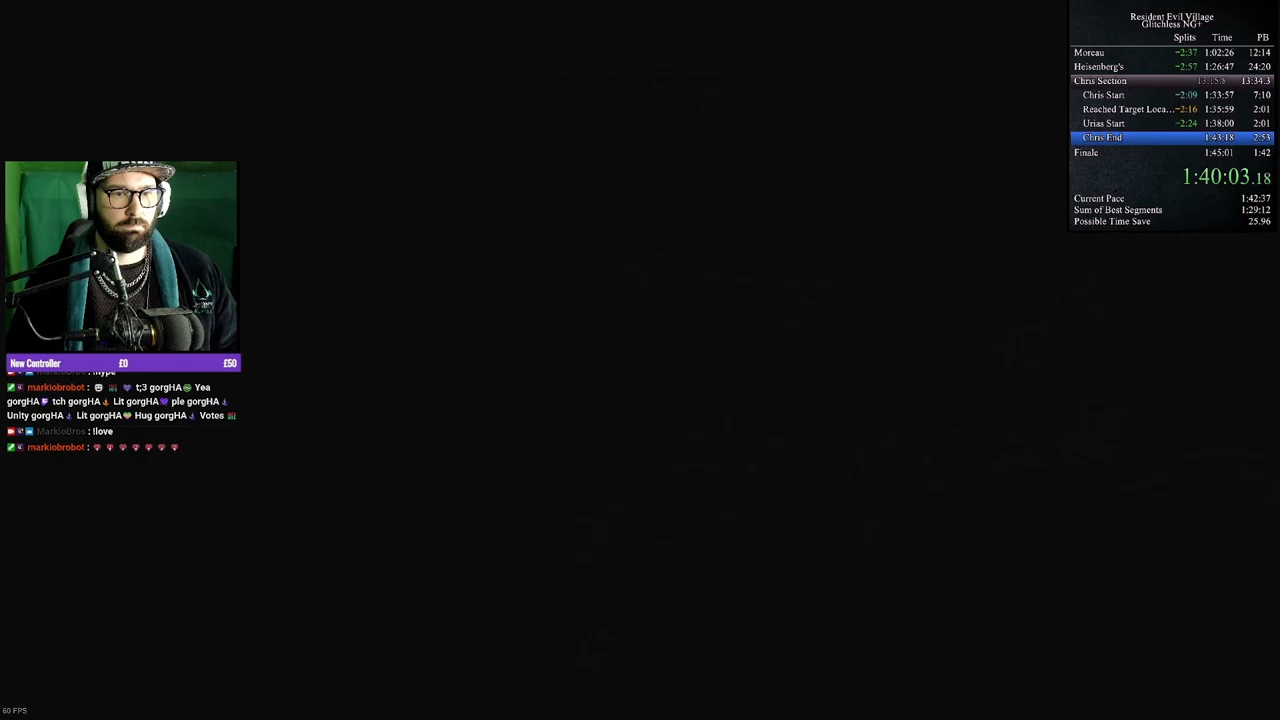 Resident Evil Village
Glitchless NG+
Splits Time PB
Moreau -2:37 1:02:26 12:14
Heisenberg's -2:57 1:26:47 24:20
Chris Section 13:15.8 13:34.3
Chris Start -2:09 1:33:57 7:10
Reached Target Loca... -2:16 1:35:59 2:01
Urias Start -2:24 1:38:00 2:01
Chris End 1:43:18 2:53
Finale 1:45:01 1:42
1:40:03.18
Current Pace 1:42:37
Sum of Best Segments 1:29:12
Possible Time Save 25.96
New Controller £0 £50
markiobrobot : t;3 gorgHA Yea
gorgHA tch gorgHA Lit gorgHA ple gorgHA
Unity gorgHA Lit gorgHA Hug gorgHA Votes
MarkioBros : !love
markiobrobot :
60 FPS